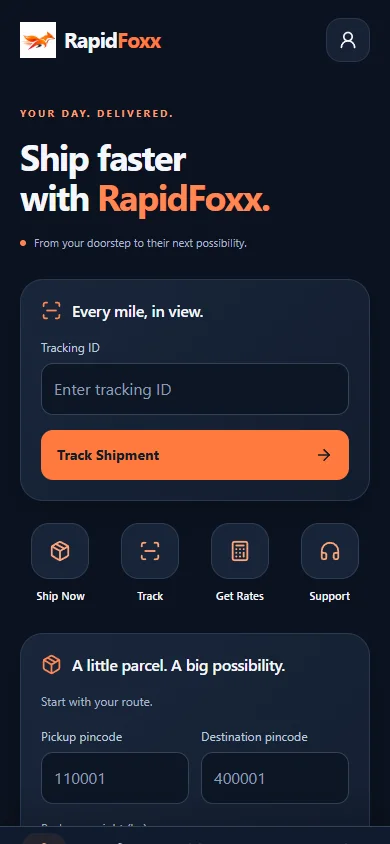 RapidFoxx
YOUR DAY. DELIVERED.
Ship faster
with RapidFoxx.
From your doorstep to their next possibility.
Every mile, in view.
Tracking ID
Enter tracking ID
Track Shipment
Ship Now
Track
Get Rates
Support
A little parcel. A big possibility.
Start with your route.
Pickup pincode
Destination pincode
110001
400001